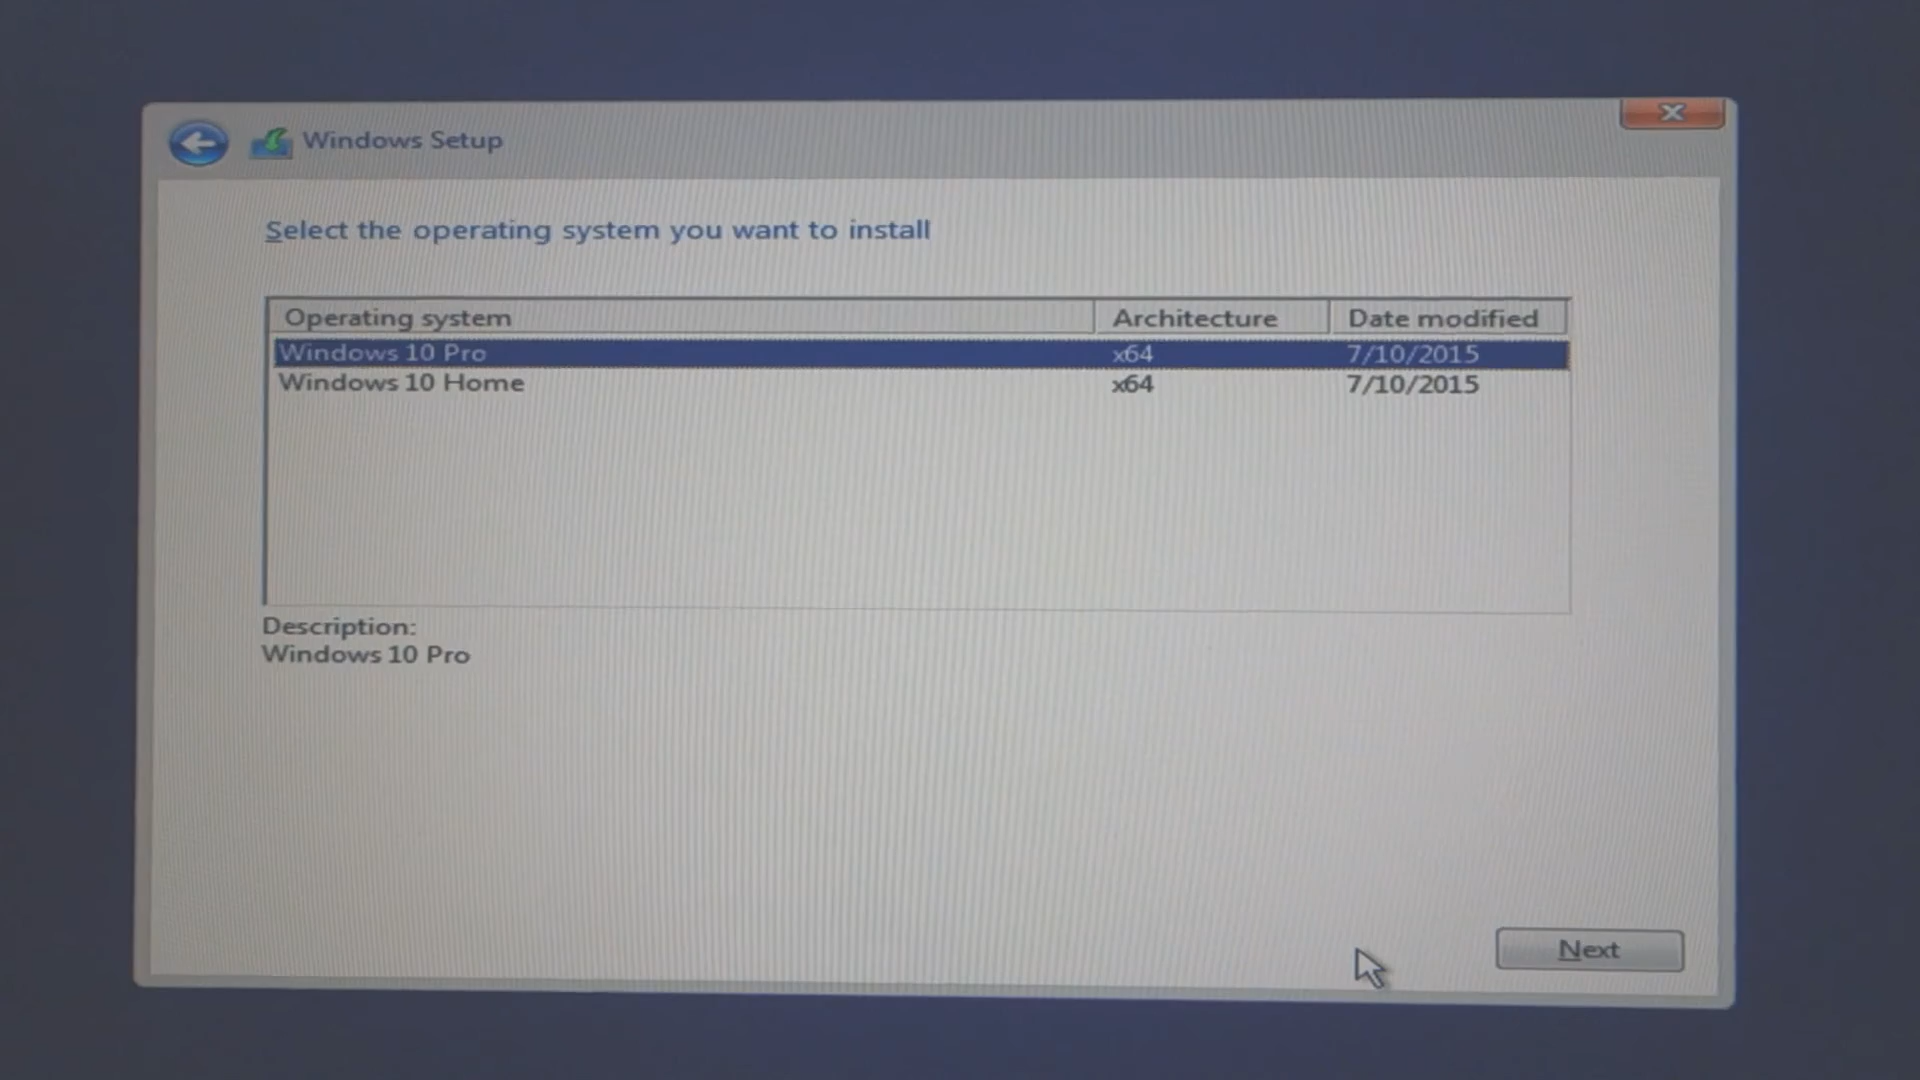 Windows Setup
Select the operating system you want to install
Operating system Architecture Date modified
Windows 10 Pro x64 7/10/2015
Windows 10 Home x64 7/10/2015
Description:
Windows 10 Pro
Next